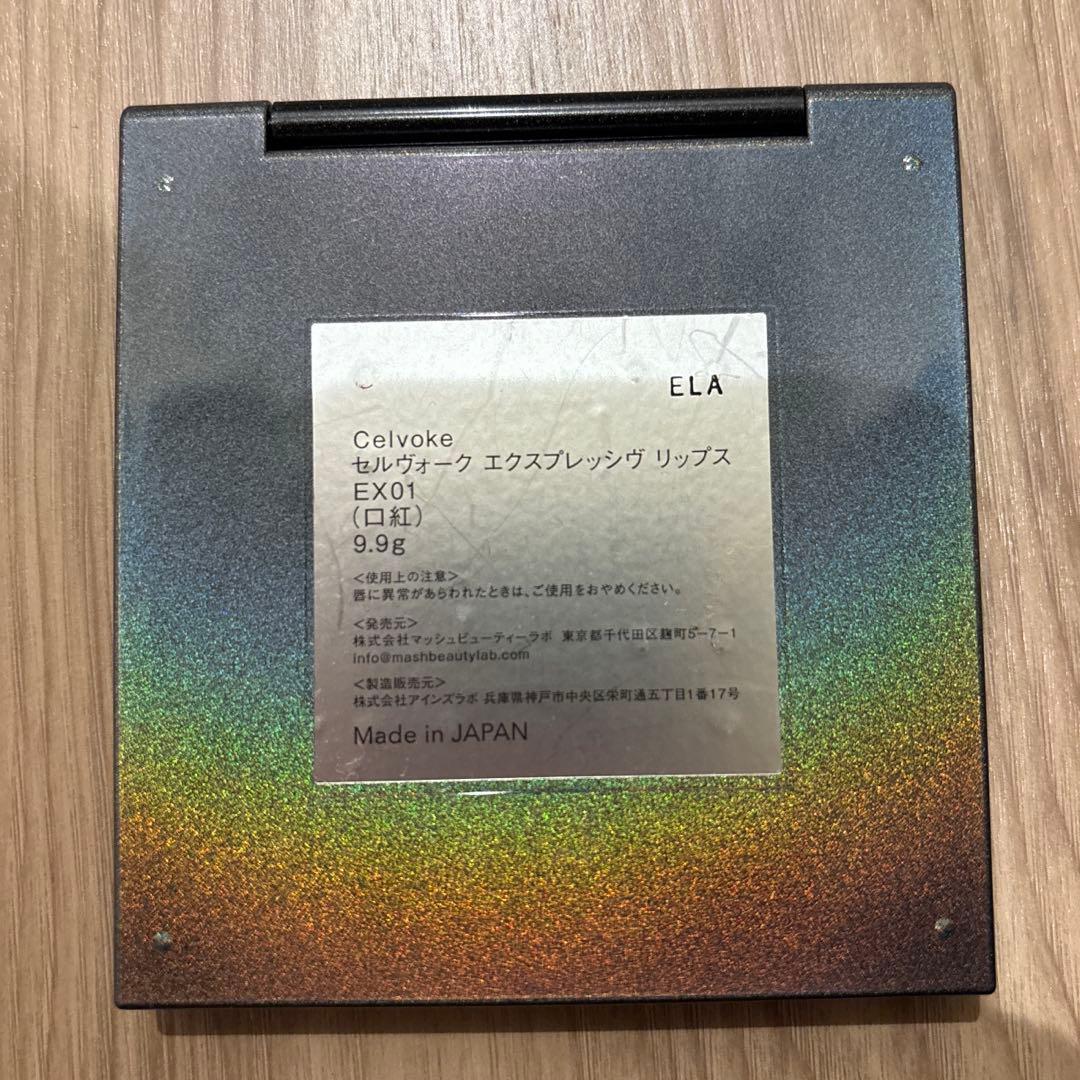 ELA
Celvoke
セルヴォーク エクスプレッシヴ リップス
EX01
(口紅)
9.9g
<使用上の注意>
唇に異常があらわれたときは、ご使用をおやめください。
<発売元>
株式会社マッシュビューティーラボ 東京都千代田区麹町5-7-1
info@mashbeautylab.com
<製造販売元>
株式会社アインズラボ 兵庫県神戸市中央区栄町通五丁目1番17号
Made in JAPAN